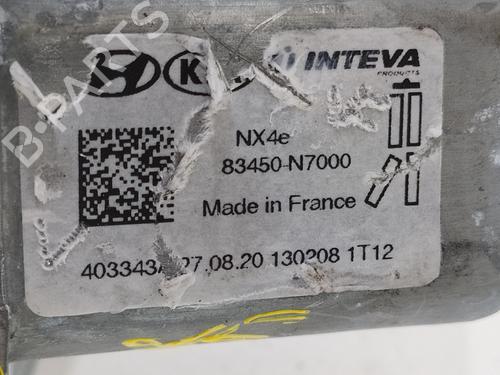 INTEVA
PRODUCTS
NX4e
83450-N7000
Made in France
27.08.20 130208 1T12
B-PARTS